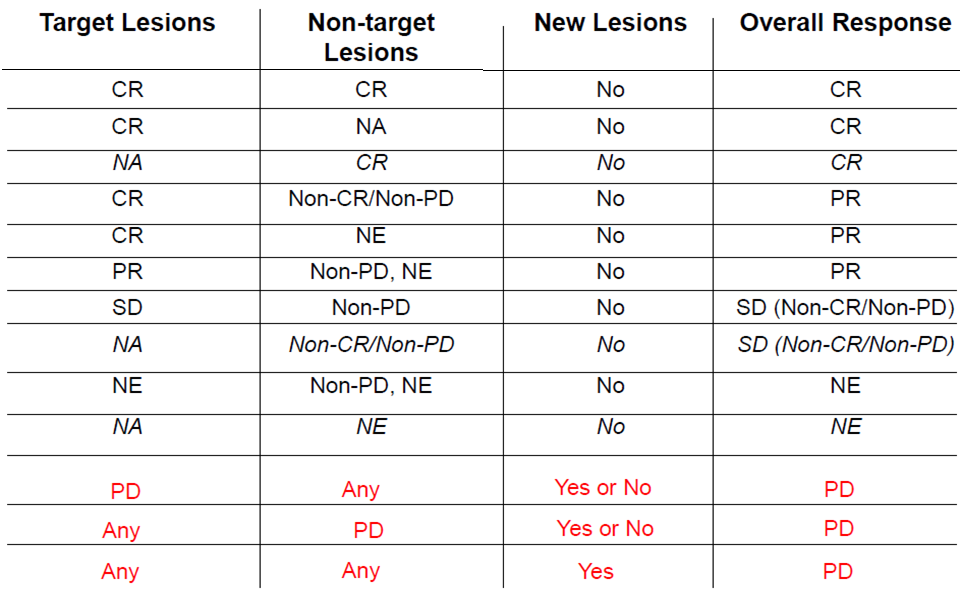 Target Lesions Non-target Lesions New Lesions Overall Response
CR CR No CR
CR NA No CR
NA CR No CR
CR Non-CR/Non-PD No PR
CR NE No PR
PR Non-PD, NE No PR
SD Non-PD No SD (Non-CR/Non-PD)
NA Non-CR/Non-PD No SD (Non-CR/Non-PD)
NE Non-PD, NE No NE
NA NE No NE
PD Any Yes or No PD
Any PD Yes or No PD
Any Any Yes PD